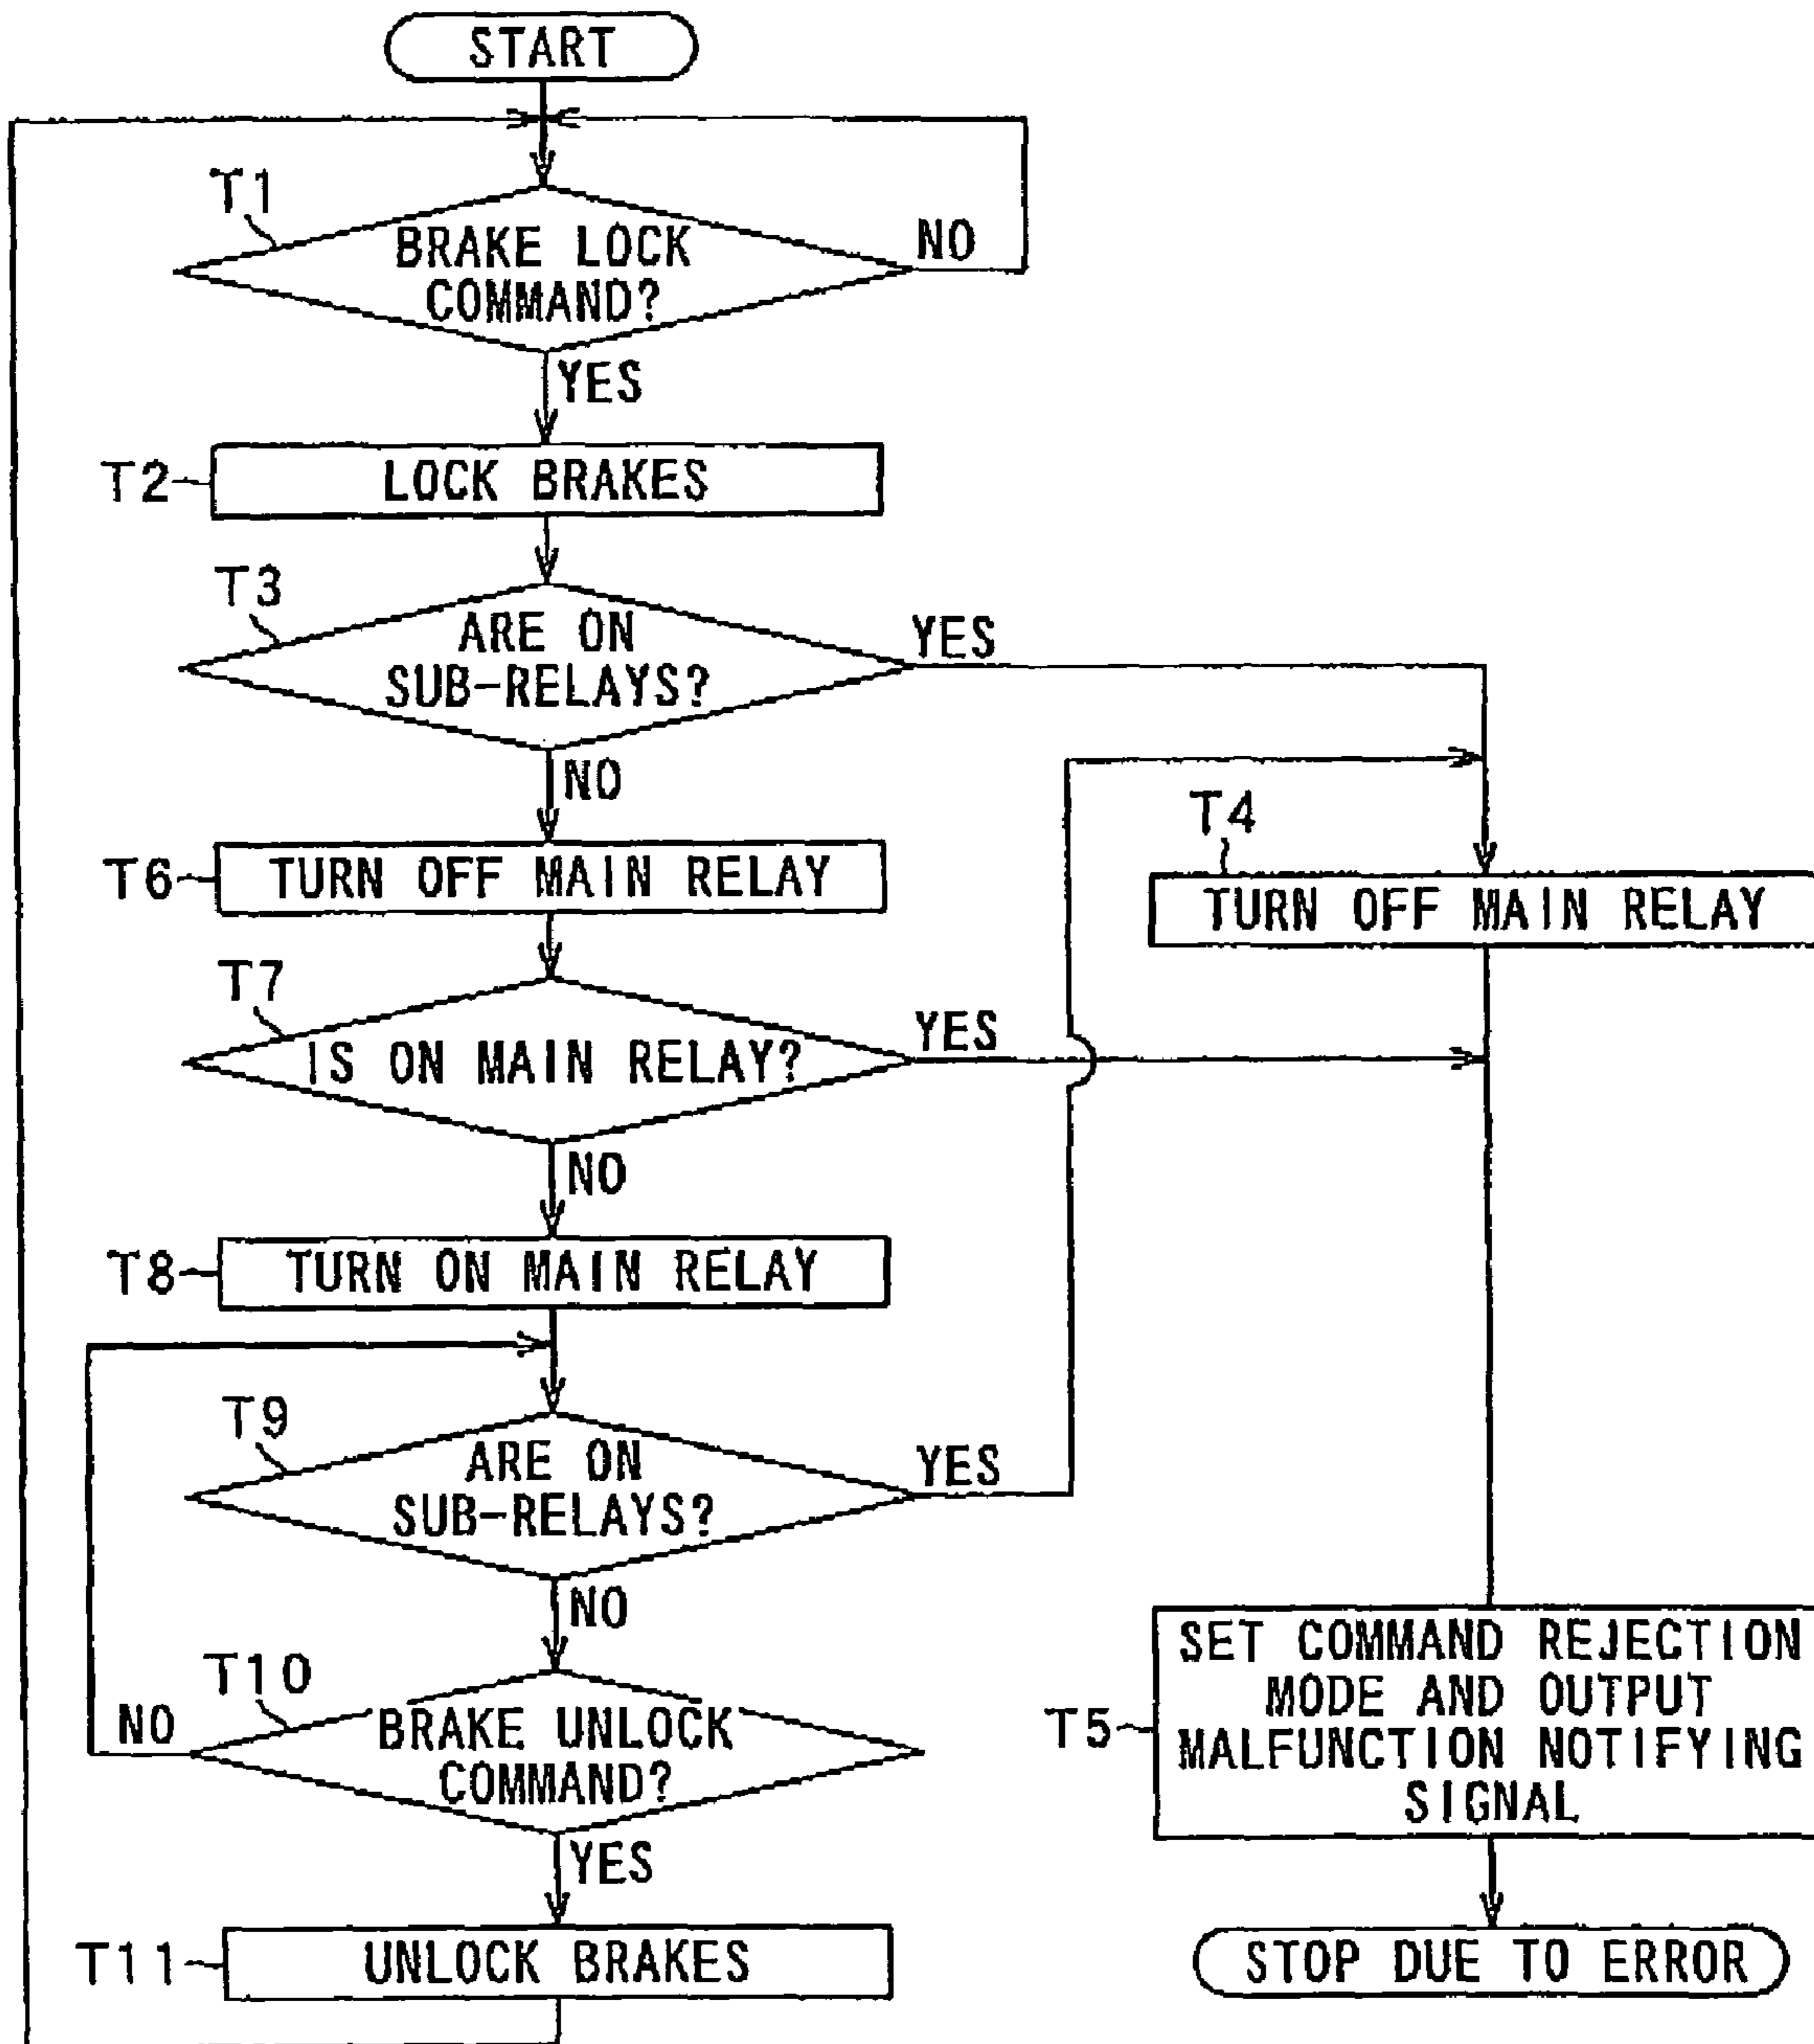 START
T1
BRAKE LOCK
COMMAND?
NO
YES
T2
LOCK BRAKES
T3
ARE ON
SUB-RELAYS?
YES
NO
T6
TURN OFF MAIN RELAY
T4
TURN OFF MAIN RELAY
T7
IS ON MAIN RELAY?
YES
NO
T8
TURN ON MAIN RELAY
T9
ARE ON
SUB-RELAYS?
YES
NO
T10
BRAKE UNLOCK
COMMAND?
NO
YES
T5
SET COMMAND REJECTION
MODE AND OUTPUT
MALFUNCTION NOTIFYING
SIGNAL
T11
UNLOCK BRAKES
STOP DUE TO ERROR